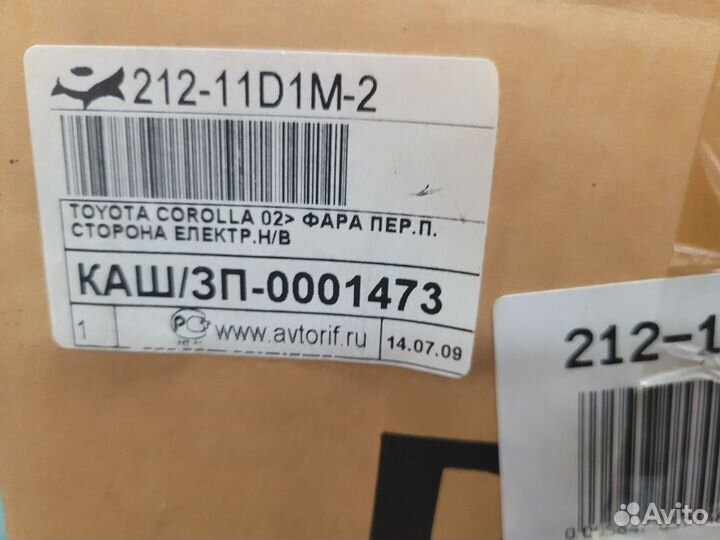 212-11D1M-2
TOYOTA COROLLA 02> ФАРА ПЕР.П.
СТОРОНА ЕЛЕКТР.Н/В
КАШ/ЗП-0001473
1
www.avtorif.ru
14.07.09
212-1
Avito